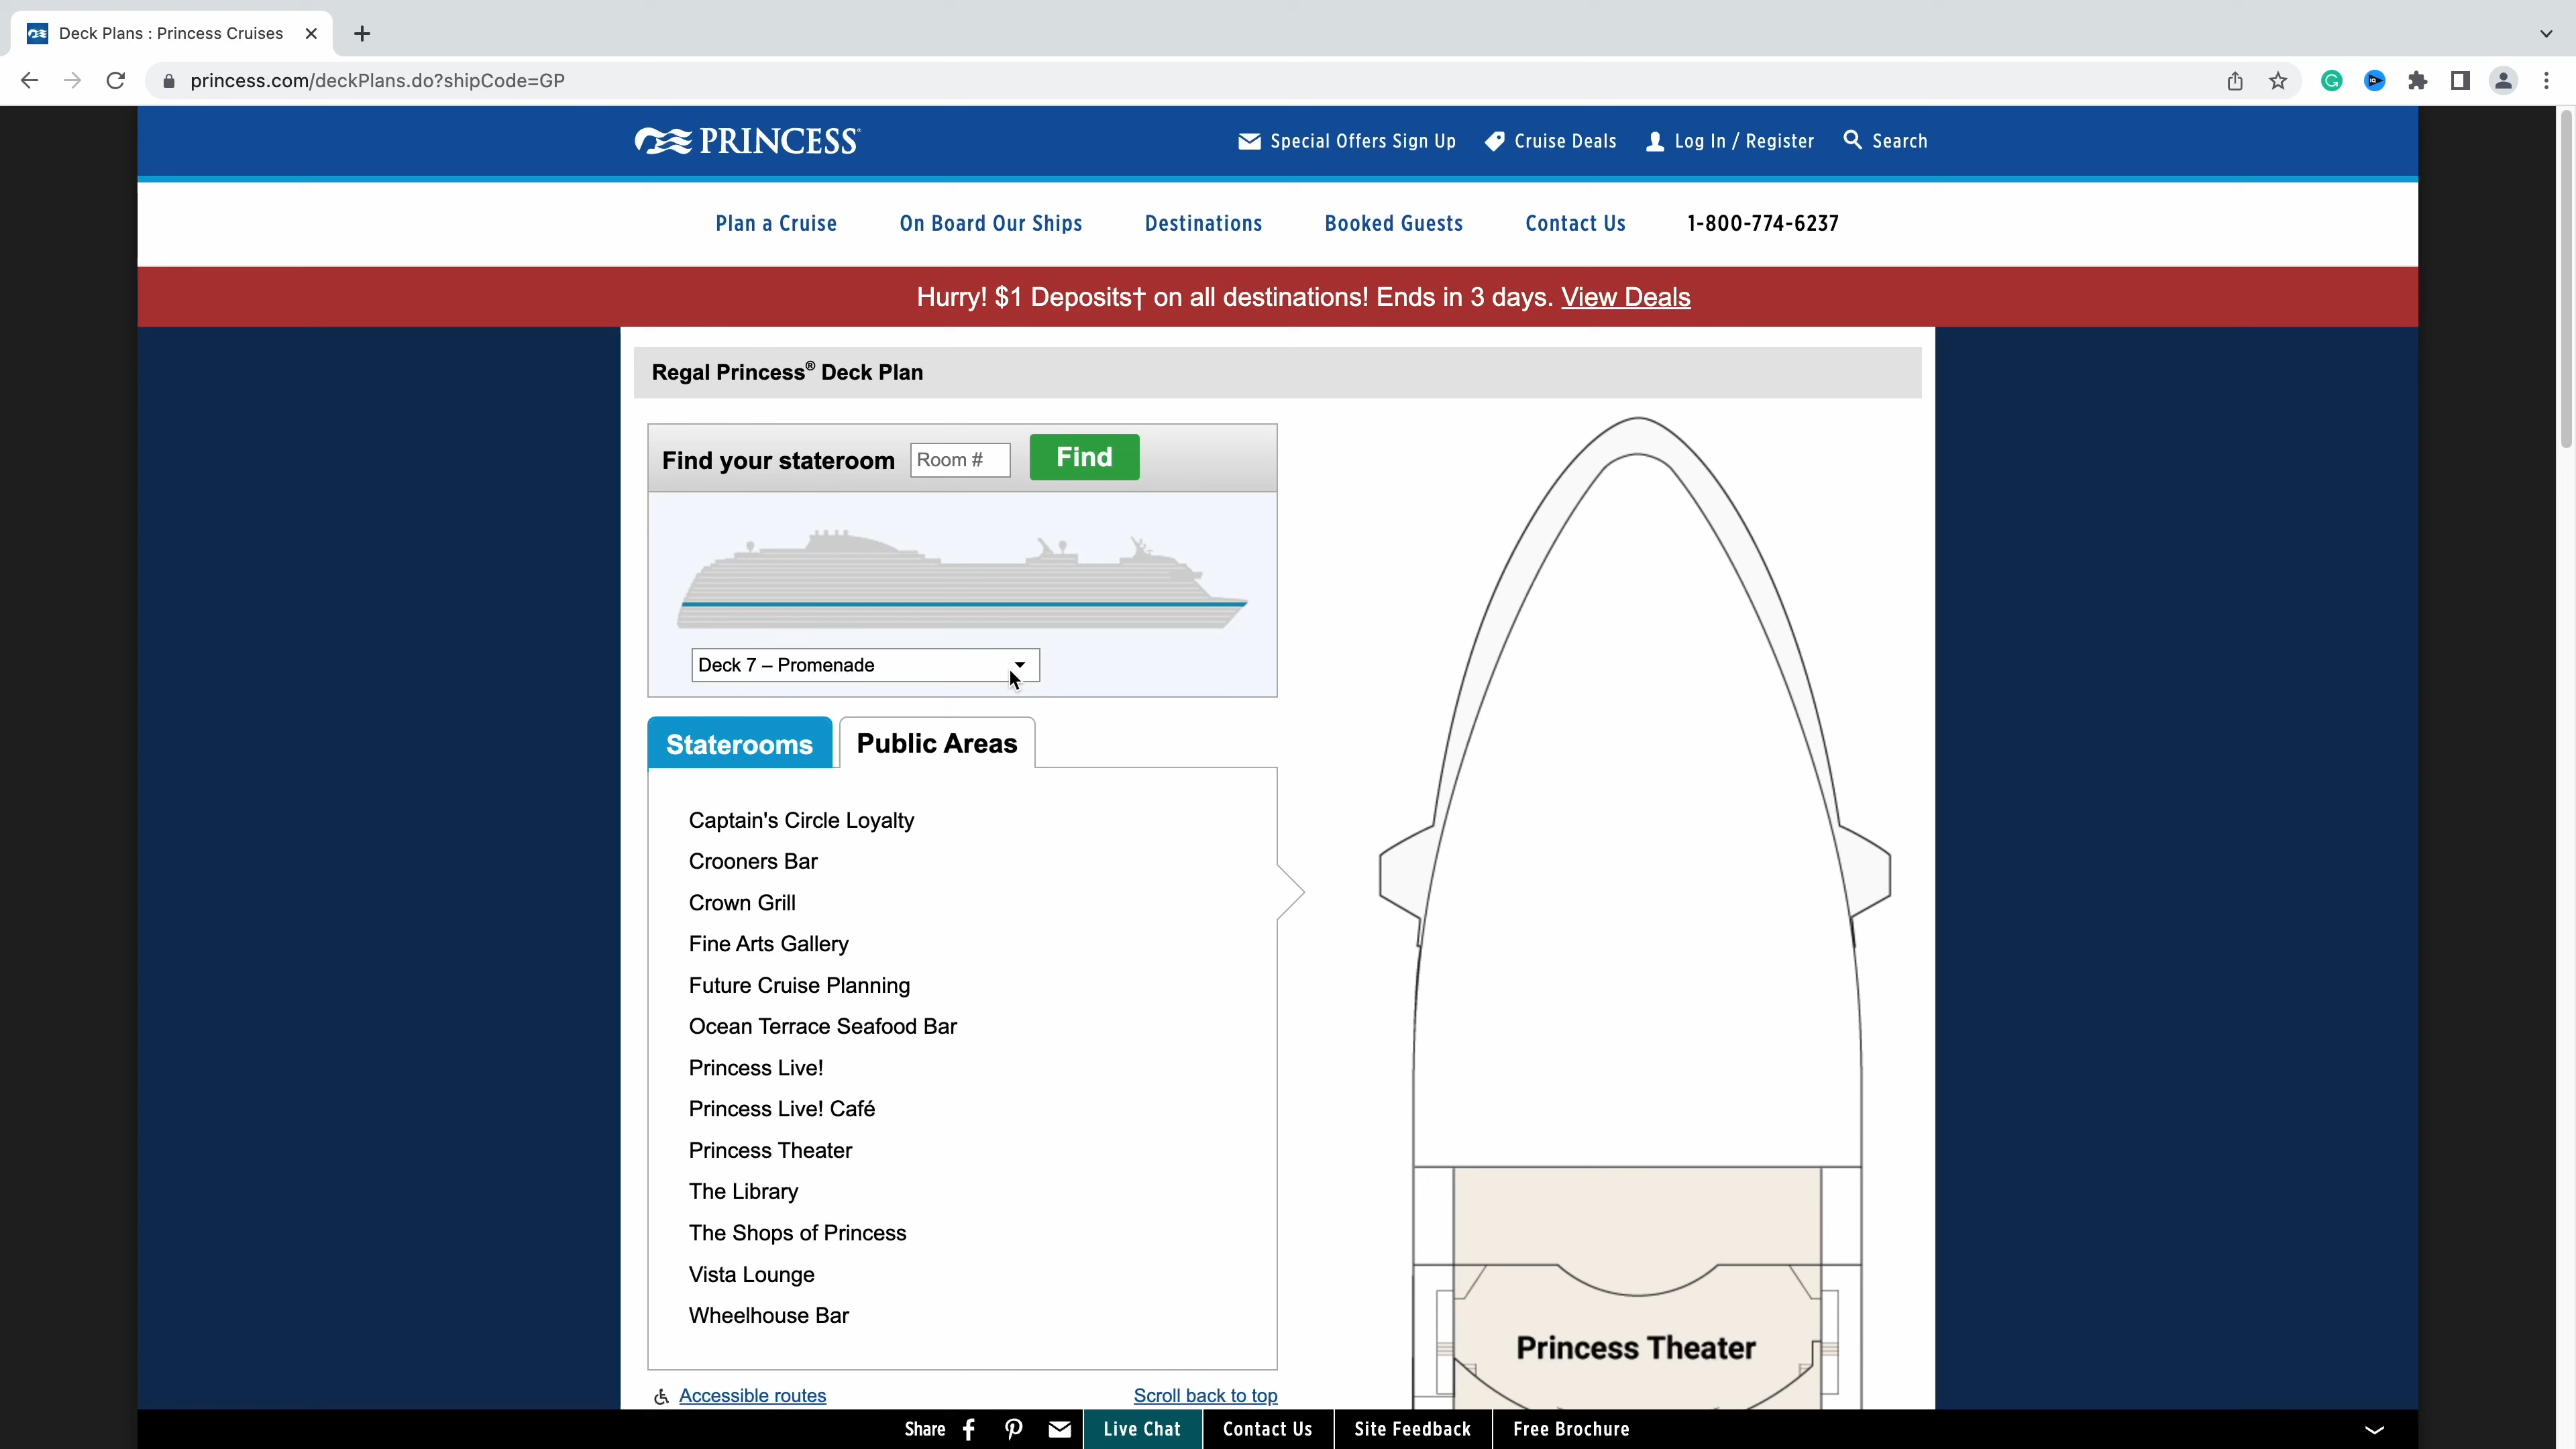 Deck Plans : Princess Cruises
princess.com/deckPlans.do?shipCode=GP
PRINCESS
Special Offers Sign Up
Cruise Deals
Log In / Register
Search
Plan a Cruise
On Board Our Ships
Destinations
Booked Guests
Contact Us
1-800-774-6237
Hurry! $1 Deposits† on all destinations! Ends in 3 days. View Deals
Regal Princess® Deck Plan
Find your stateroom
Room #
Find
Deck 7 – Promenade
Staterooms
Public Areas
Captain's Circle Loyalty
Crooners Bar
Crown Grill
Fine Arts Gallery
Future Cruise Planning
Ocean Terrace Seafood Bar
Princess Live!
Princess Live! Café
Princess Theater
The Library
The Shops of Princess
Vista Lounge
Wheelhouse Bar
Princess Theater
Accessible routes
Scroll back to top
Share
Live Chat
Contact Us
Site Feedback
Free Brochure